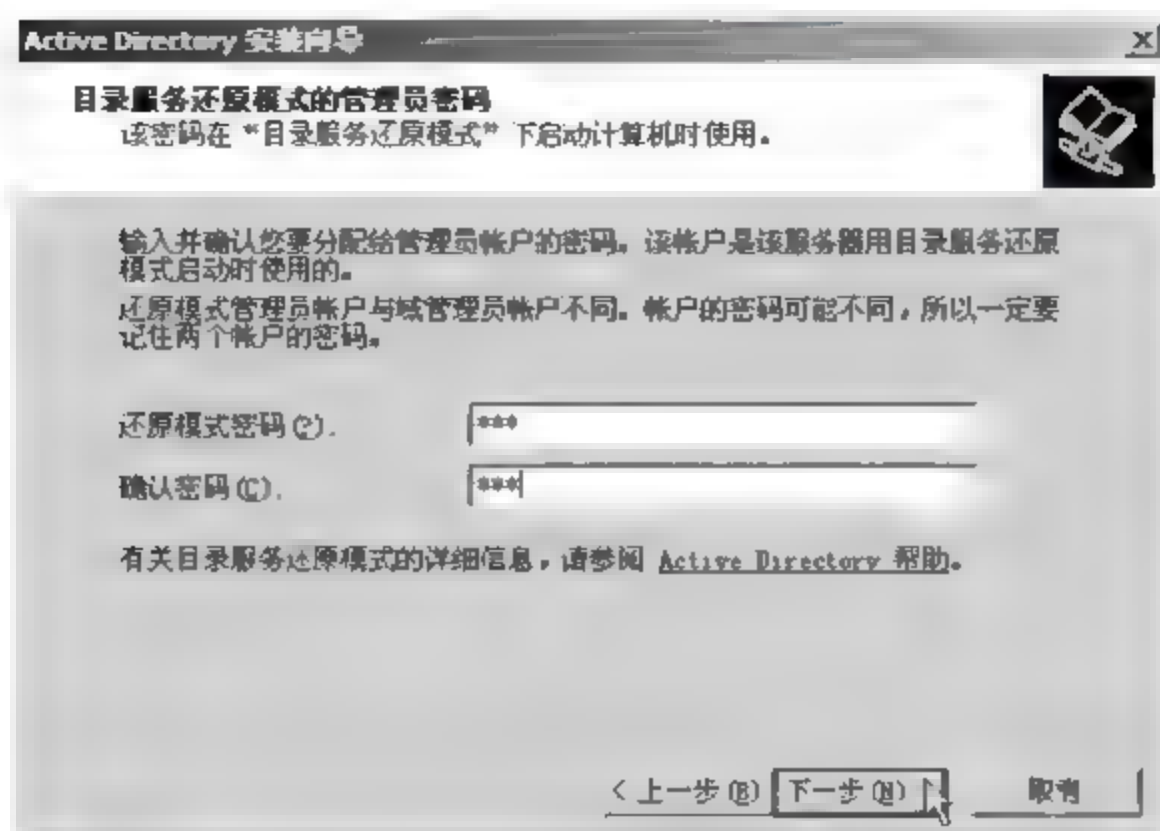 Active Directory 安装向导
目录服务还原模式的管理员密码
该密码在“目录服务还原模式”下启动计算机时使用。
输入并确认您要分配给管理员帐户的密码。该帐户是该服务器用目录服务还原
模式启动时使用的。
还原模式管理员帐户与域管理员帐户不同。帐户的密码可能不同，所以一定要
记住两个帐户的密码。
还原模式密码(P):
***
确认密码(C):
***
有关目录服务还原模式的详细信息，请参阅 Active Directory 帮助。
< 上一步(B) 下一步(N) > 取消